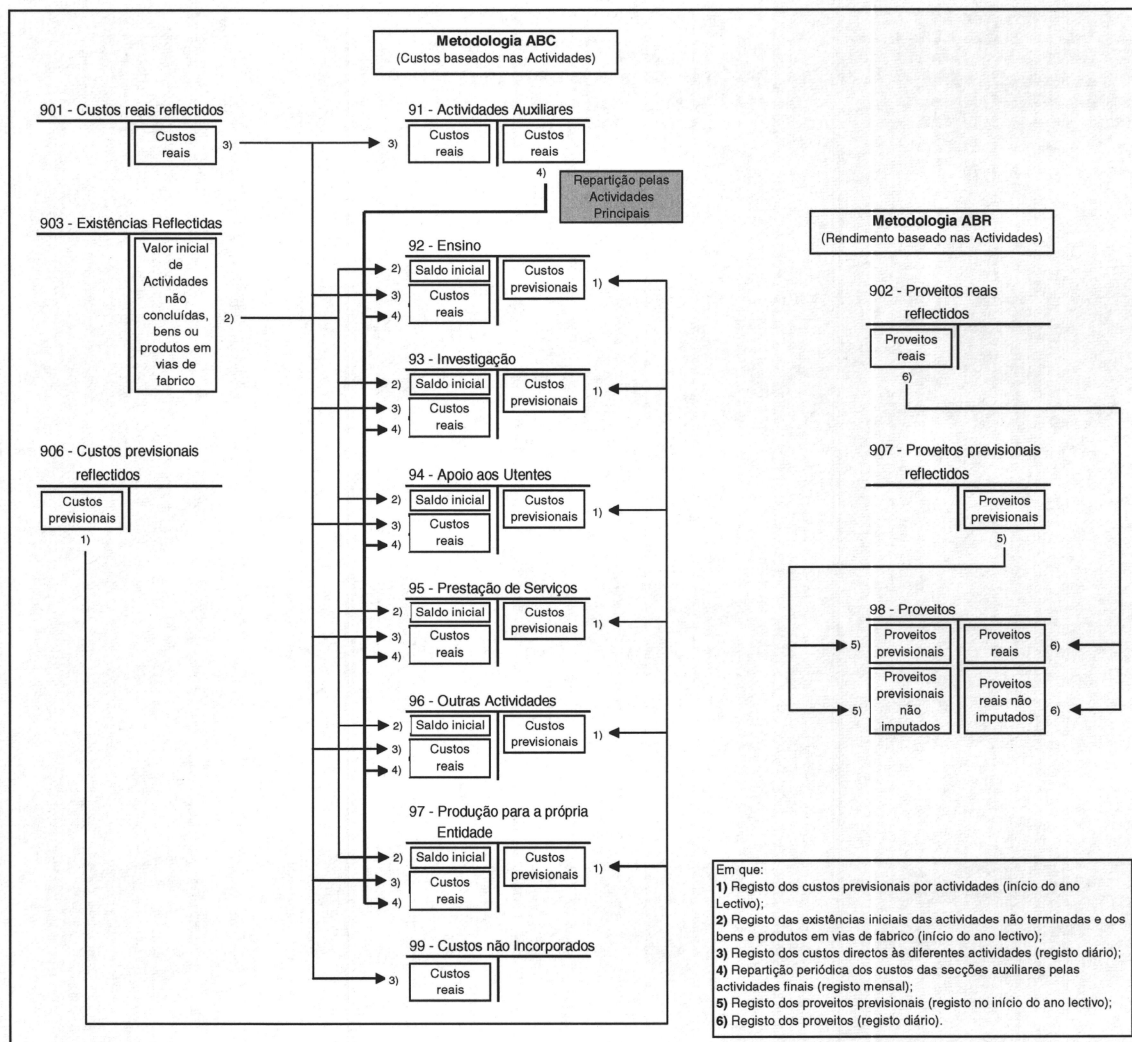 Metodologia ABC
(Custos baseados nas Actividades)
901 - Custos reais reflectidos
Custos
reais
3)
91 - Actividades Auxiliares
3)
Custos
reais
Custos
reais
4)
Repartição pelas
Actividades
Principais
903 - Existências Reflectidas
Valor inicial
de
Actividades
não
concluídas,
bens ou
produtos em
vias de
fabrico
2)
92 - Ensino
2)
Saldo inicial
3)
Custos
reais
4)
Custos
previsionais
1)
93 - Investigação
2)
Saldo inicial
3)
Custos
reais
4)
Custos
previsionais
1)
906 - Custos previsionais
reflectidos
Custos
previsionais
1)
94 - Apoio aos Utentes
2)
Saldo inicial
3)
Custos
reais
4)
Custos
previsionais
1)
95 - Prestação de Serviços
2)
Saldo inicial
3)
Custos
reais
4)
Custos
previsionais
1)
96 - Outras Actividades
2)
Saldo inicial
3)
Custos
reais
4)
Custos
previsionais
1)
97 - Produção para a própria
Entidade
2)
Saldo inicial
3)
Custos
reais
4)
Custos
previsionais
1)
99 - Custos não Incorporados
3)
Custos
reais
Metodologia ABR
(Rendimento baseado nas Actividades)
902 - Proveitos reais
reflectidos
Proveitos
reais
6)
907 - Proveitos previsionais
reflectidos
Proveitos
previsionais
5)
98 - Proveitos
5)
Proveitos
previsionais
Proveitos
reais
6)
5)
Proveitos
previsionais
não
imputados
Proveitos
reais não
imputados
6)
Em que:
1) Registo dos custos previsionais por actividades (início do ano
Lectivo);
2) Registo das existências iniciais das actividades não terminadas e dos
bens e produtos em vias de fabrico (início do ano lectivo);
3) Registo dos custos directos às diferentes actividades (registo diário);
4) Repartição periódica dos custos das secções auxiliares pelas
actividades finais (registo mensal);
5) Registo dos proveitos previsionais (registo no início do ano lectivo);
6) Registo dos proveitos (registo diário).